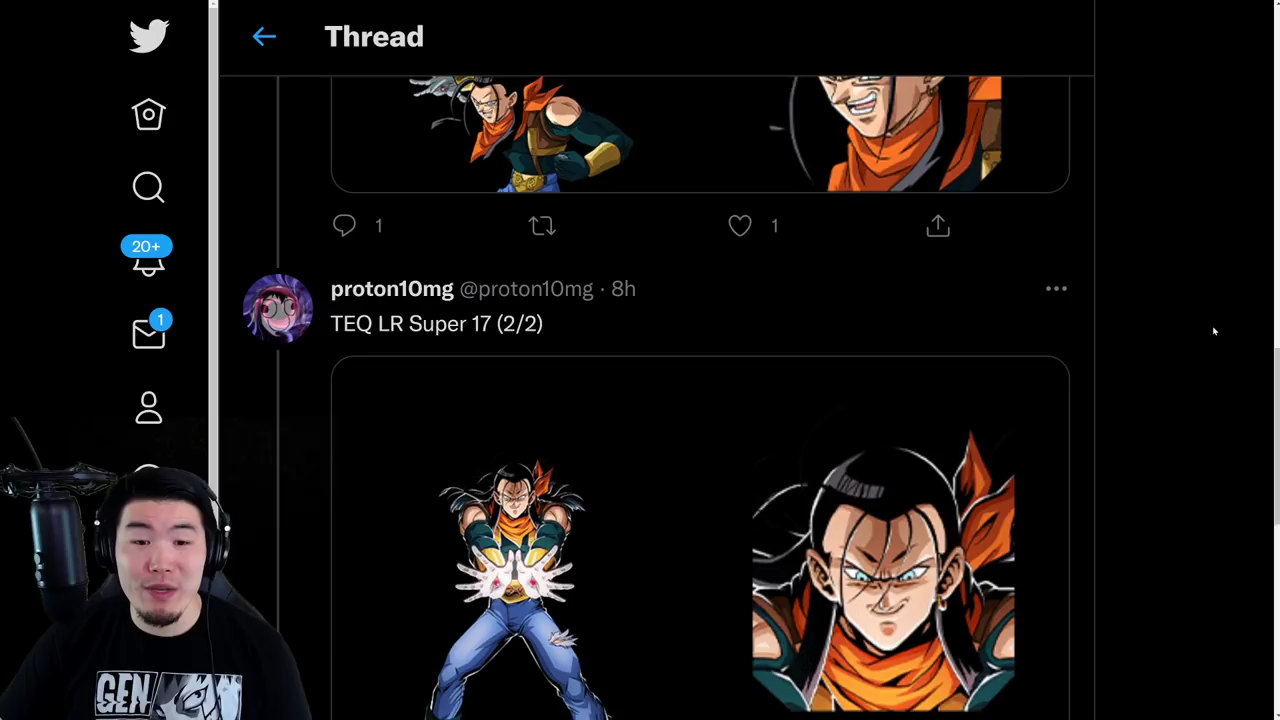 Thread
1
1
20+
proton10mg @proton10mg · 8h
TEQ LR Super 17 (2/2)
1
GEN